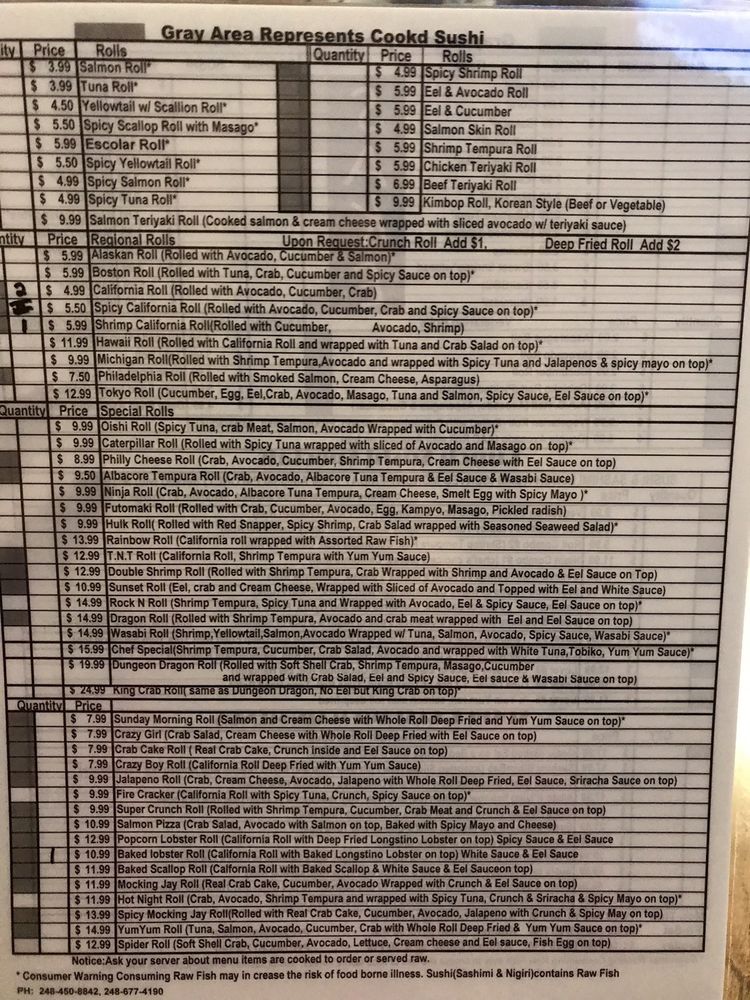 Gray Area Represents Cookd Sushi
ity Price Rolls Quantity Price Rolls
$ 3.99 Salmon Roll*
$ 3.99 Tuna Roll*
$ 4.50 Yellowtail w/ Scallion Roll*
$ 5.50 Spicy Scallop Roll with Masago*
$ 5.99 Escolar Roll*
$ 5.50 Spicy Yellowtail Roll*
$ 4.99 Spicy Salmon Roll*
$ 4.99 Spicy Tuna Roll*
$ 4.99 Spicy Shrimp Roll
$ 5.99 Eel & Avocado Roll
$ 5.99 Eel & Cucumber
$ 4.99 Salmon Skin Roll
$ 5.99 Shrimp Tempura Roll
$ 5.99 Chicken Teriyaki Roll
$ 6.99 Beef Teriyaki Roll
$ 9.99 Kimbop Roll, Korean Style (Beef or Vegetable)
$ 9.99 Salmon Teriyaki Roll (Cooked salmon & cream cheese wrapped with sliced avocado w/ teriyaki sauce)
ntity Price Regional Rolls Upon Request:Crunch Roll Add $1, Deep Fried Roll Add $2
$ 5.99 Alaskan Roll (Rolled with Avocado, Cucumber & Salmon)*
$ 5.99 Boston Roll (Rolled with Tuna, Crab, Cucumber and Spicy Sauce on top)*
2 $ 4.99 California Roll (Rolled with Avocado, Cucumber, Crab)
$ 5.50 Spicy California Roll (Rolled with Avocado, Cucumber, Crab and Spicy Sauce on top)*
1 $ 5.99 Shrimp California Roll(Rolled with Cucumber, Avocado, Shrimp)
$ 11.99 Hawaii Roll (Rolled with California Roll and wrapped with Tuna and Crab Salad on top)*
$ 9.99 Michigan Roll(Rolled with Shrimp Tempura,Avocado and wrapped with Spicy Tuna and Jalapenos & spicy mayo on top)*
$ 7.50 Philadelphia Roll (Rolled with Smoked Salmon, Cream Cheese, Asparagus)
$ 12.99 Tokyo Roll (Cucumber, Egg, Eel,Crab, Avocado, Masago, Tuna and Salmon, Spicy Sauce, Eel Sauce on top)*
Quantity Price Special Rolls
$ 9.99 Oishi Roll (Spicy Tuna, crab Meat, Salmon, Avocado Wrapped with Cucumber)*
$ 9.99 Caterpillar Roll (Rolled with Spicy Tuna wrapped with sliced of Avocado and Masago on top)*
$ 8.99 Philly Cheese Roll (Crab, Avocado, Cucumber, Shrimp Tempura, Cream Cheese with Eel Sauce on top)
$ 9.50 Albacore Tempura Roll (Crab, Avocado, Albacore Tuna Tempura & Eel Sauce & Wasabi Sauce)
$ 9.99 Ninja Roll (Crab, Avocado, Albacore Tuna Tempura, Cream Cheese, Smelt Egg with Spicy Mayo )*
$ 9.99 Futomaki Roll (Rolled with Crab, Cucumber, Avocado, Egg, Kampyo, Masago, Pickled radish)
$ 9.99 Hulk Roll( Rolled with Red Snapper, Spicy Shrimp, Crab Salad wrapped with Seasoned Seaweed Salad)*
$ 13.99 Rainbow Roll (California roll wrapped with Assorted Raw Fish)*
$ 12.99 T.N.T Roll (California Roll, Shrimp Tempura with Yum Yum Sauce)
$ 12.99 Double Shrimp Roll (Rolled with Shrimp Tempura, Crab Wrapped with Shrimp and Avocado & Eel Sauce on Top)
$ 10.99 Sunset Roll (Eel, crab and Cream Cheese, Wrapped with Sliced of Avocado and Topped with Eel and White Sauce)
$ 14.99 Rock N Roll (Shrimp Tempura, Spicy Tuna and Wrapped with Avocado, Eel & Spicy Sauce, Eel Sauce on top)*
$ 14.99 Dragon Roll (Rolled with Shrimp Tempura, Avocado and crab meat wrapped with Eel and Eel Sauce on top)
$ 14.99 Wasabi Roll (Shrimp,Yellowtail,Salmon,Avocado Wrapped w/ Tuna, Salmon, Avocado, Spicy Sauce, Wasabi Sauce)*
$ 15.99 Chef Special(Shrimp Tempura, Cucumber, Crab Salad, Avocado and wrapped with White Tuna,Tobiko, Yum Yum Sauce)*
$ 19.99 Dungeon Dragon Roll (Rolled with Soft Shell Crab, Shrimp Tempura, Masago,Cucumber
and wrapped with Crab Salad, Eel and Spicy Sauce, Eel sauce & Wasabi Sauce on top)
$ 24.99 King Crab Roll( same as Dungeon Dragon, No Eel but King Crab on top)*
Quantity Price
$ 7.99 Sunday Morning Roll (Salmon and Cream Cheese with Whole Roll Deep Fried and Yum Yum Sauce on top)*
$ 7.99 Crazy Girl (Crab Salad, Cream Cheese with Whole Roll Deep Fried with Eel Sauce on top)
$ 7.99 Crab Cake Roll ( Real Crab Cake, Crunch inside and Eel Sauce on top)
$ 7.99 Crazy Boy Roll (California Roll Deep Fried with Yum Yum Sauce)
$ 9.99 Jalapeno Roll (Crab, Cream Cheese, Avocado, Jalapeno with Whole Roll Deep Fried, Eel Sauce, Sriracha Sauce on top)
$ 9.99 Fire Cracker (California Roll with Spicy Tuna, Crunch, Spicy Sauce on top)*
$ 9.99 Super Crunch Roll (Rolled with Shrimp Tempura, Cucumber, Crab Meat and Crunch & Eel Sauce on top)
$ 10.99 Salmon Pizza (Crab Salad, Avocado with Salmon on top, Baked with Spicy Mayo and Cheese)
$ 12.99 Popcorn Lobster Roll (California Roll with Deep Fried Longstino Lobster on top) Spicy Sauce & Eel Sauce
1 $ 10.99 Baked lobster Roll (California Roll with Baked Longstino Lobster on top) White Sauce & Eel Sauce
$ 11.99 Baked Scallop Roll (Calfornia Roll with Baked Scallop & White Sauce & Eel Sauceon top)
$ 11.99 Mocking Jay Roll (Real Crab Cake, Cucumber, Avocado Wrapped with Crunch & Eel Sauce on top)
$ 11.99 Hot Night Roll (Crab, Avocado, Shrimp Tempura and wrapped with Spicy Tuna, Crunch & Sriracha & Spicy Mayo on top)*
$ 13.99 Spicy Mocking Jay Roll(Rolled with Real Crab Cake, Cucumber, Avocado, Jalapeno with Crunch & Spicy May on top)
$ 14.99 YumYum Roll (Tuna, Salmon, Avocado, Cucumber, Crab with Whole Roll Deep Fried & Yum Yum Sauce on top)*
$ 12.99 Spider Roll (Soft Shell Crab, Cucumber, Avocado, Lettuce, Cream cheese and Eel sauce, Fish Egg on top)
Notice:Ask your server about menu items are cooked to order or served raw.
* Consumer Warning Consuming Raw Fish may in crease the risk of food borne illness. Sushi(Sashimi & Nigiri)contains Raw Fish
PH: 248-450-8842, 248-677-4190